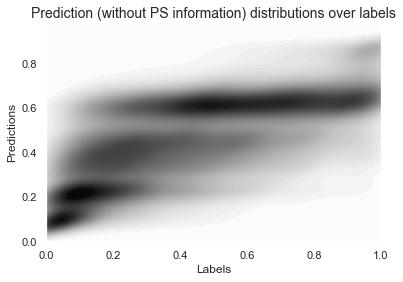 Prediction (without PS information) distributions over labels
0.8
0.6
0.4
0.2
0.0
Predictions
0.0 0.2 0.4 0.6 0.8 1.0
Labels